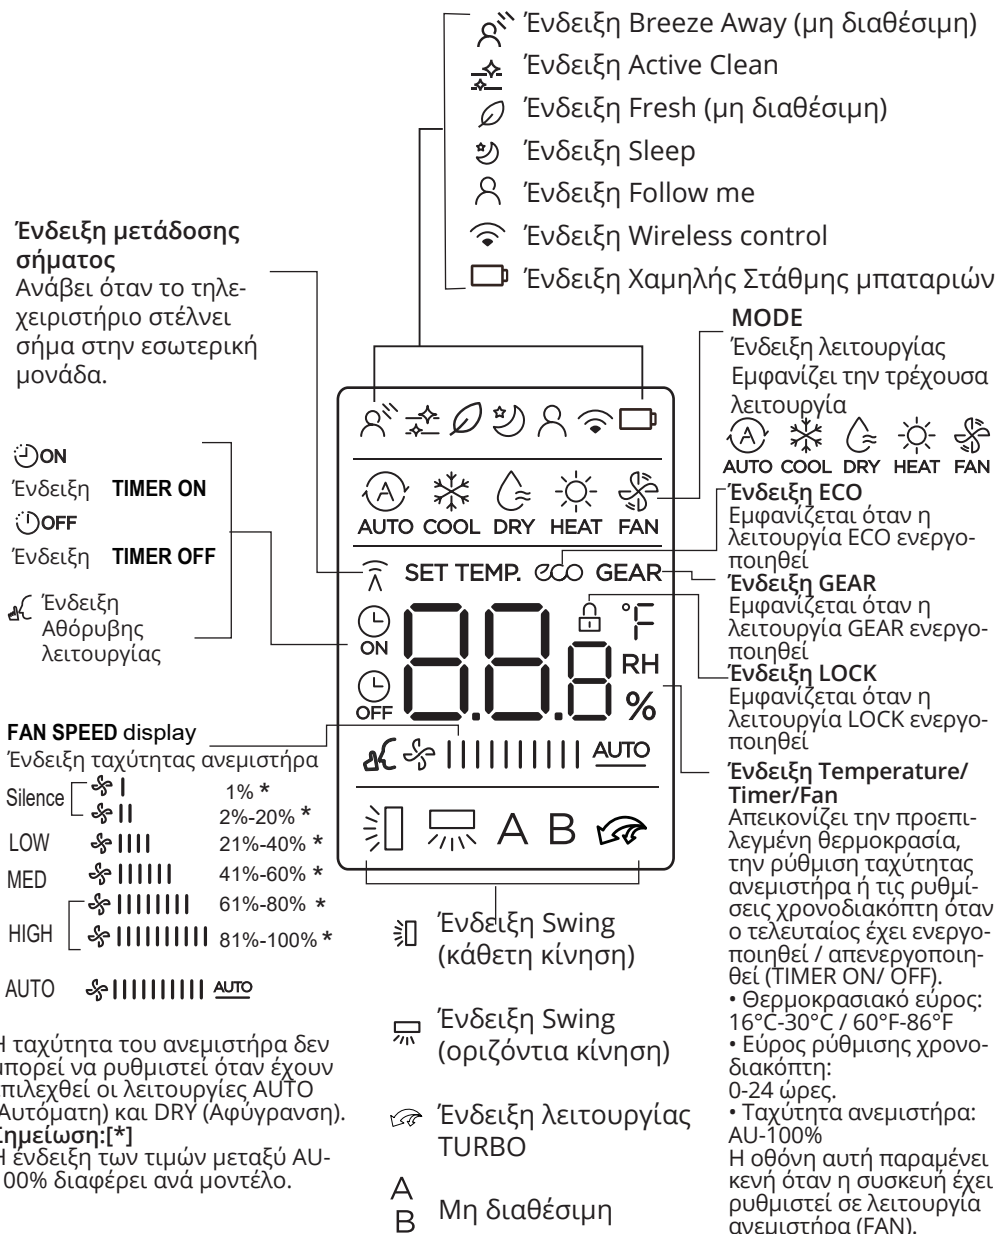 Ένδειξη Breeze Away (μη διαθέσιμη)
Ένδειξη Active Clean
Ένδειξη Fresh (μη διαθέσιμη)
Ένδειξη Sleep
Ένδειξη Follow me
Ένδειξη Wireless control
Ένδειξη Χαμηλής Στάθμης μπαταριών
Ένδειξη μετάδοσης
σήματος
Ανάβει όταν το τηλε-
χειριστήριο στέλνει
σήμα στην εσωτερική
μονάδα.
ON
Ένδειξη TIMER ON
OFF
Ένδειξη TIMER OFF
Ένδειξη
Αθόρυβης
λειτουργίας
FAN SPEED display
Ένδειξη ταχύτητας ανεμιστήρα
Silence 1% *
2%-20% *
LOW 21%-40% *
MED 41%-60% *
61%-80% *
HIGH 81%-100% *
AUTO AUTO
Η ταχύτητα του ανεμιστήρα δεν
μπορεί να ρυθμιστεί όταν έχουν
επιλεχθεί οι λειτουργίες AUTO
(Αυτόματη) και DRY (Αφύγρανση).
Σημείωση:[*]
Η ένδειξη των τιμών μεταξύ AU-
100% διαφέρει ανά μοντέλο.
A
AUTO COOL DRY HEAT FAN
SET TEMP. eco GEAR
ON
OFF
88.8
°F
RH
%
AUTO
A B
Ένδειξη Swing
(κάθετη κίνηση)
Ένδειξη Swing
(οριζόντια κίνηση)
Ένδειξη λειτουργίας
TURBO
A
B
Μη διαθέσιμη
MODE
Ένδειξη λειτουργίας
Εμφανίζει την τρέχουσα
λειτουργία
A
AUTO COOL DRY HEAT FAN
Ένδειξη ECO
Εμφανίζεται όταν η
λειτουργία ECO ενεργο-
ποιηθεί
Ένδειξη GEAR
Εμφανίζεται όταν η
λειτουργία GEAR ενεργο-
ποιηθεί
Ένδειξη LOCK
Εμφανίζεται όταν η
λειτουργία LOCK ενεργο-
ποιηθεί
Ένδειξη Temperature/
Timer/Fan
Απεικονίζει την προεπι-
λεγμένη θερμοκρασία,
την ρύθμιση ταχύτητας
ανεμιστήρα ή τις ρυθμί-
σεις χρονοδιακόπτη όταν
ο τελευταίος έχει ενεργο-
ποιηθεί / απενεργοποιη-
θεί (TIMER ON/ OFF).
• Θερμοκρασιακό εύρος:
16°C-30°C / 60°F-86°F
• Εύρος ρύθμισης χρονο-
διακόπτη:
0-24 ώρες.
• Ταχύτητα ανεμιστήρα:
AU-100%
Η οθόνη αυτή παραμένει
κενή όταν η συσκευή έχει
ρυθμιστεί σε λειτουργία
ανεμιστήρα (FAN).